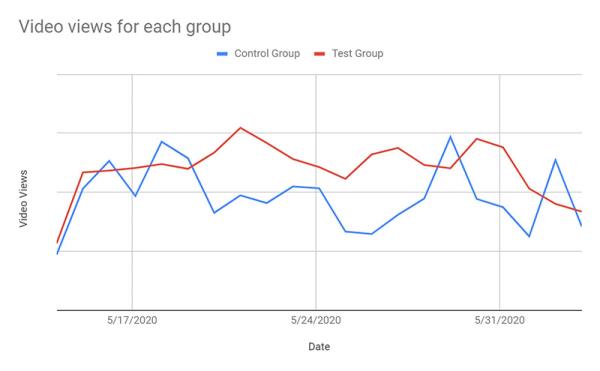 Video views for each group
Control Group Test Group
Video Views
5/17/2020 5/24/2020 5/31/2020
Date